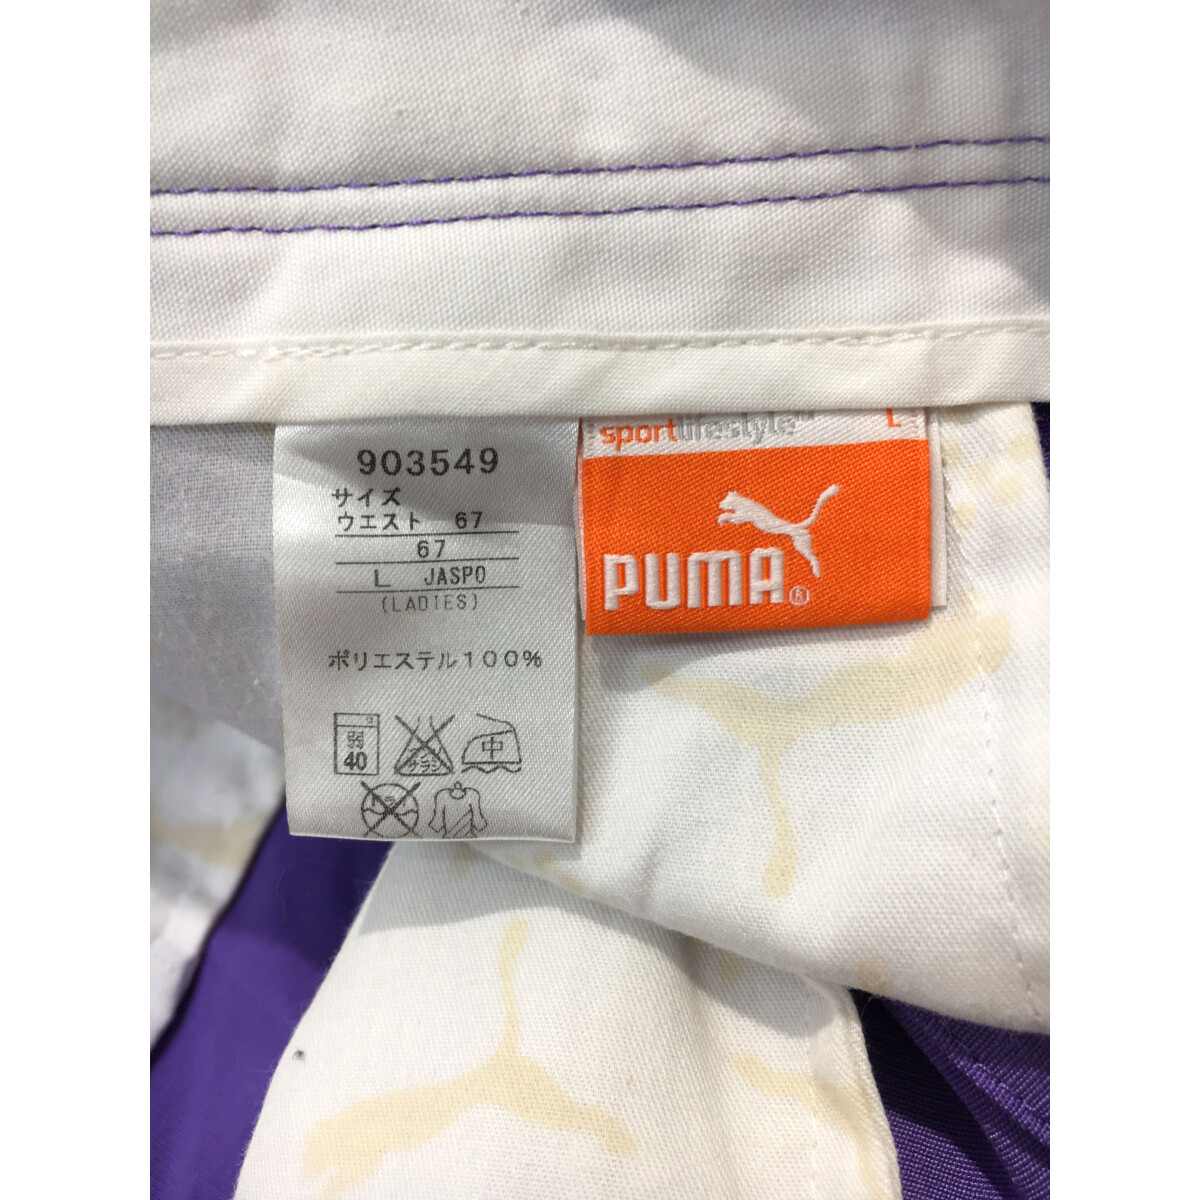 903549
サイズ
ウエスト 67
67
L JASPO
(LADIES)
ポリエステル100%
弱
40
中
sportlifestyle
L
PUMA®